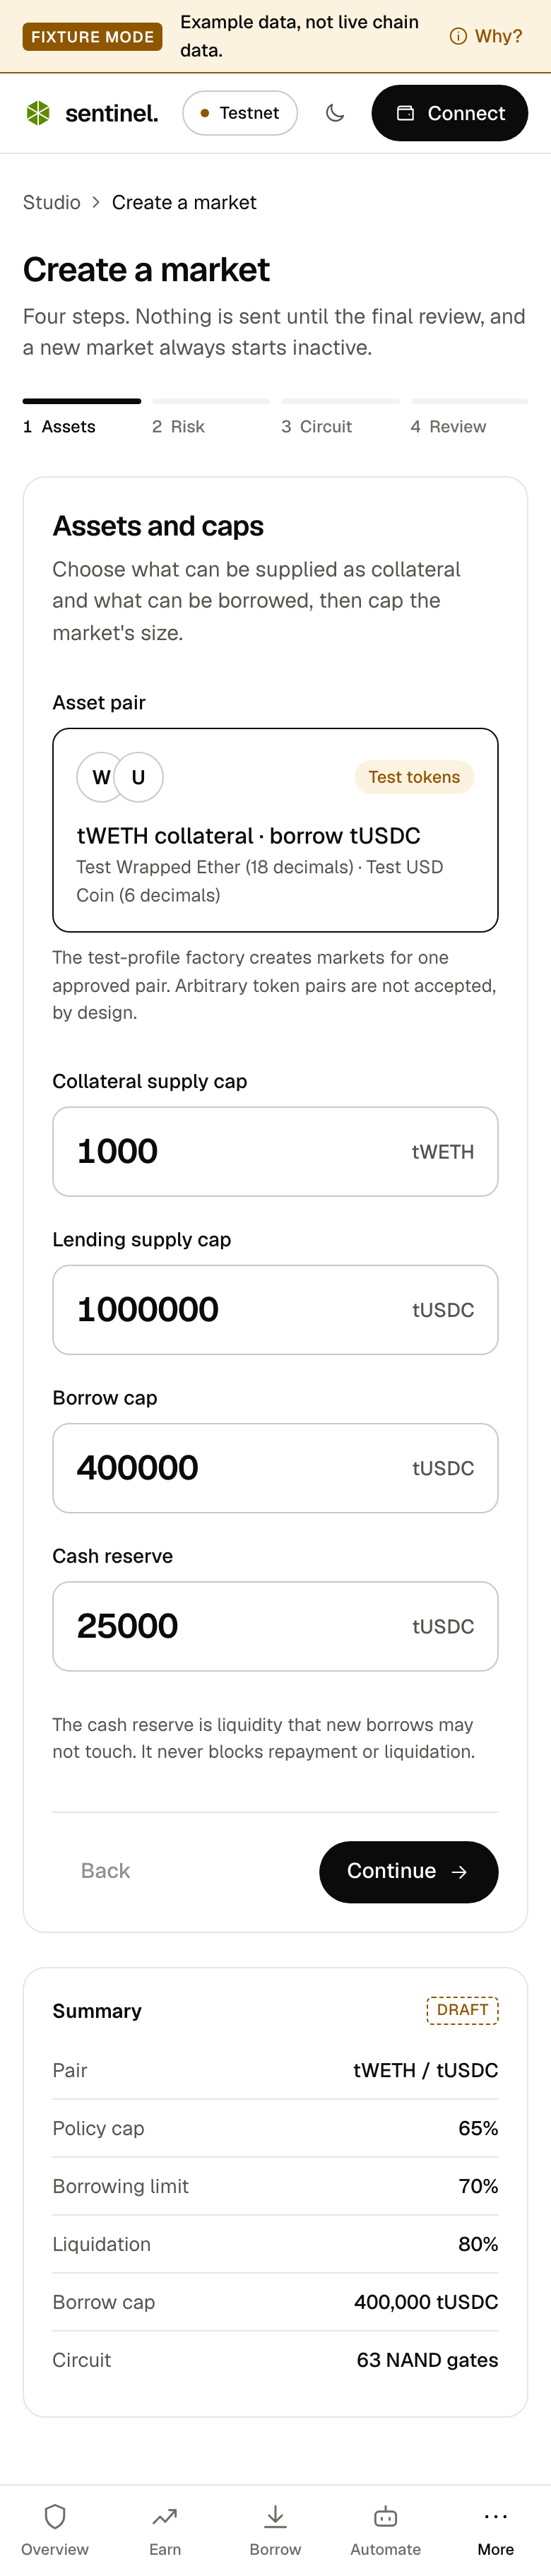 FIXTURE MODE
Example data, not live chain
data.
Why?
sentinel.
Testnet
Connect
Studio > Create a market
Create a market
Four steps. Nothing is sent until the final review, and
a new market always starts inactive.
1 Assets
2 Risk
3 Circuit
4 Review
Assets and caps
Choose what can be supplied as collateral
and what can be borrowed, then cap the
market's size.
Asset pair
W U
Test tokens
tWETH collateral · borrow tUSDC
Test Wrapped Ether (18 decimals) · Test USD
Coin (6 decimals)
The test-profile factory creates markets for one
approved pair. Arbitrary token pairs are not accepted,
by design.
Collateral supply cap
1000 tWETH
Lending supply cap
1000000 tUSDC
Borrow cap
400000 tUSDC
Cash reserve
25000 tUSDC
The cash reserve is liquidity that new borrows may
not touch. It never blocks repayment or liquidation.
Back
Continue →
Summary
DRAFT
Pair tWETH / tUSDC
Policy cap 65%
Borrowing limit 70%
Liquidation 80%
Borrow cap 400,000 tUSDC
Circuit 63 NAND gates
Overview
Earn
Borrow
Automate
More